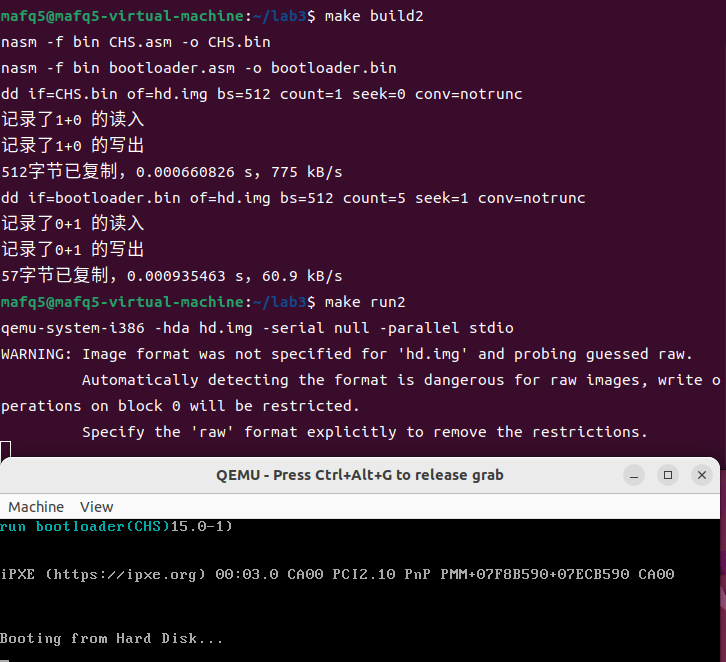 mafq5@mafq5-virtual-machine:~/lab3$ make build2
nasm -f bin CHS.asm -o CHS.bin
nasm -f bin bootloader.asm -o bootloader.bin
dd if=CHS.bin of=hd.img bs=512 count=1 seek=0 conv=notrunc
记录了1+0 的读入
记录了1+0 的写出
512字节已复制，0.000660826 s，775 kB/s
dd if=bootloader.bin of=hd.img bs=512 count=5 seek=1 conv=notrunc
记录了0+1 的读入
记录了0+1 的写出
57字节已复制，0.000935463 s，60.9 kB/s
mafq5@mafq5-virtual-machine:~/lab3$ make run2
qemu-system-i386 -hda hd.img -serial null -parallel stdio
WARNING: Image format was not specified for 'hd.img' and probing guessed raw.
Automatically detecting the format is dangerous for raw images, write o
perations on block 0 will be restricted.
Specify the 'raw' format explicitly to remove the restrictions.
QEMU - Press Ctrl+Alt+G to release grab
Machine View
run bootloader(CHS)15.0-1)
iPXE (https://ipxe.org) 00:03.0 CA00 PCI2.10 PnP PMM+07F8B590+07ECB590 CA00
Booting from Hard Disk...